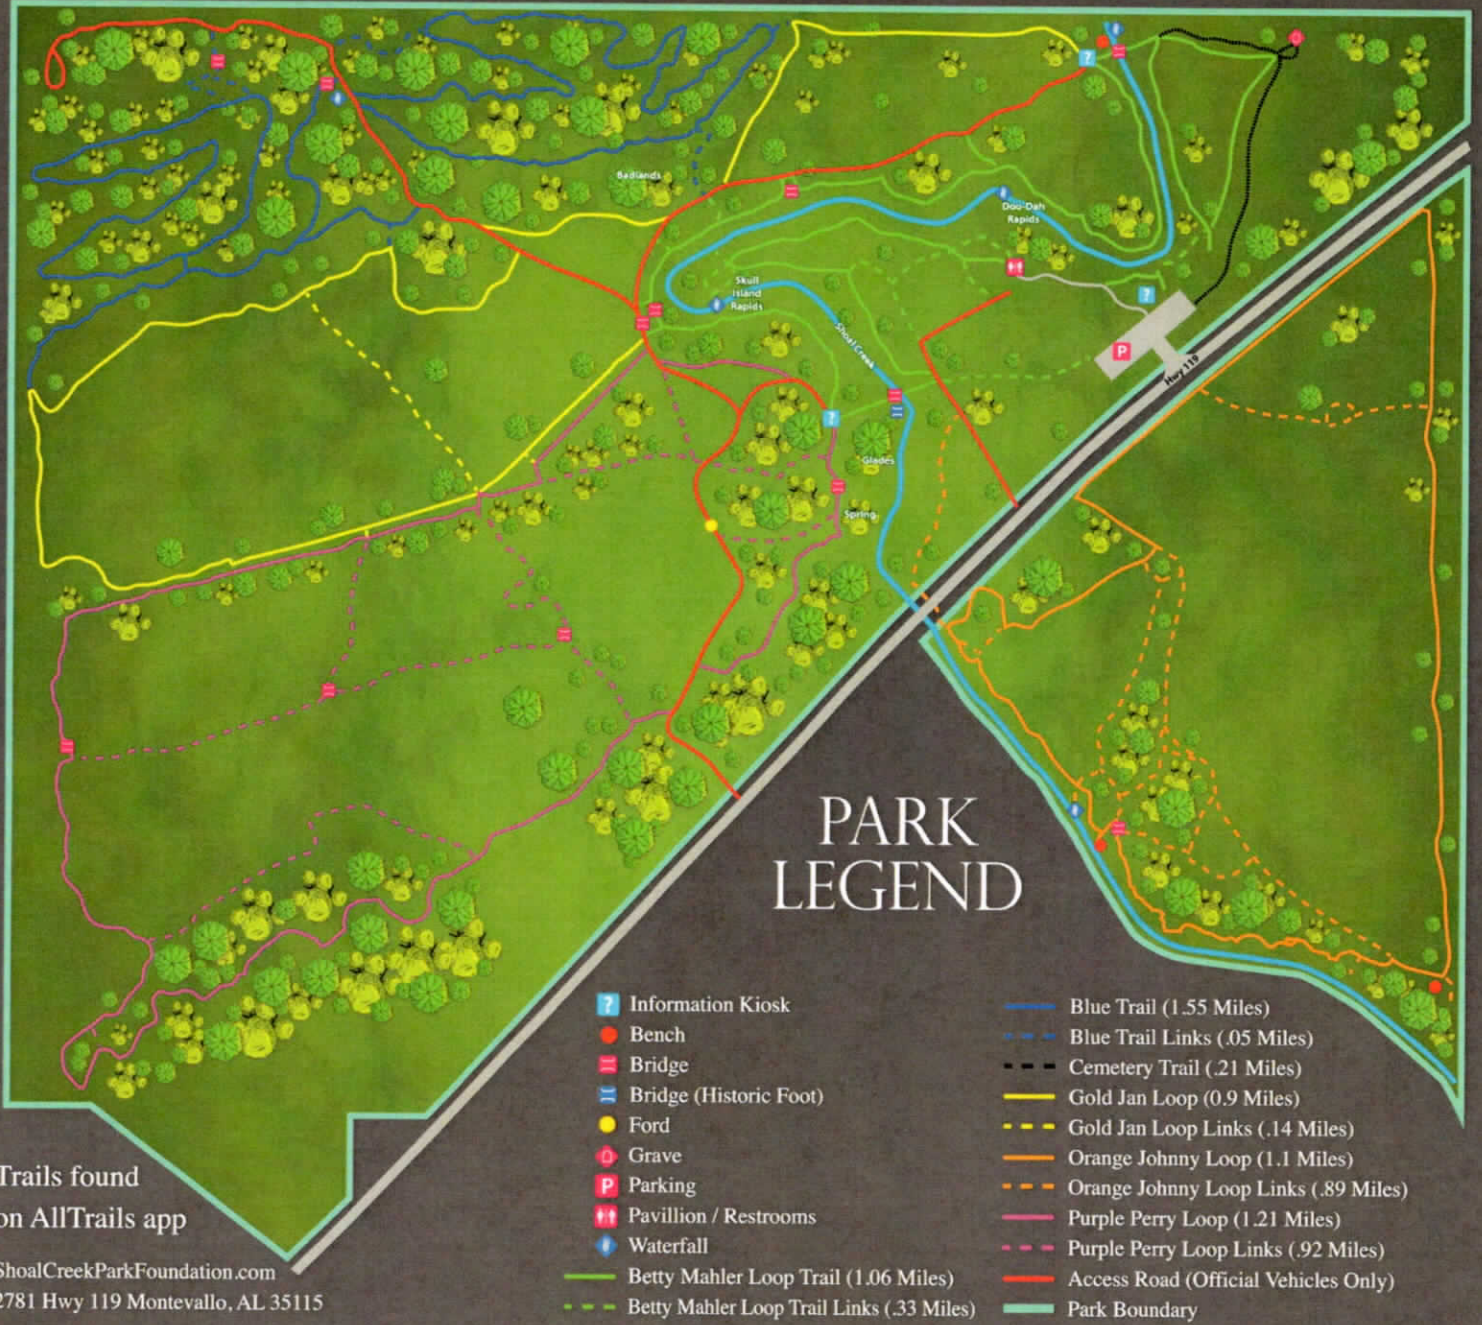 Badlands
Doo-Dah
Rapids
Skull
Island
Rapids
Shoal Creek
?
?
P
Hwy 119
?
Glades
Spring
PARK
LEGEND
? Information Kiosk
Bench
Bridge
Bridge (Historic Foot)
Ford
Grave
P Parking
Pavillion / Restrooms
Waterfall
Betty Mahler Loop Trail (1.06 Miles)
Betty Mahler Loop Trail Links (.33 Miles)
Blue Trail (1.55 Miles)
Blue Trail Links (.05 Miles)
Cemetery Trail (.21 Miles)
Gold Jan Loop (0.9 Miles)
Gold Jan Loop Links (.14 Miles)
Orange Johnny Loop (1.1 Miles)
Orange Johnny Loop Links (.89 Miles)
Purple Perry Loop (1.21 Miles)
Purple Perry Loop Links (.92 Miles)
Access Road (Official Vehicles Only)
Park Boundary
Trails found
on AllTrails app
ShoalCreekParkFoundation.com
2781 Hwy 119 Montevallo, AL 35115